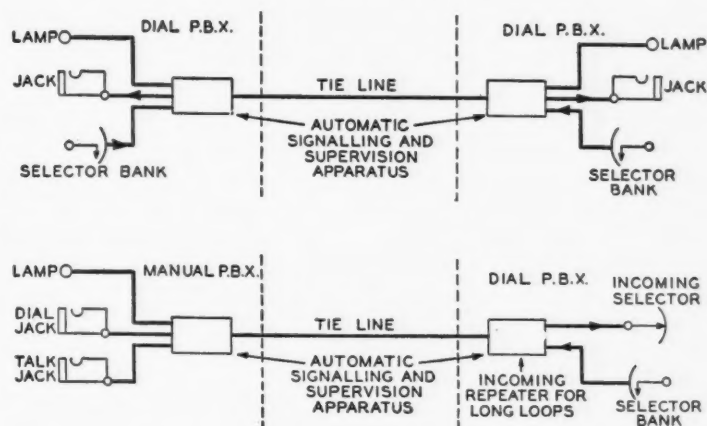 DIAL P.B.X.
DIAL P.B.X.
LAMP
LAMP
JACK
TIE LINE
JACK
AUTOMATIC
SIGNALLING AND
SUPERVISION
APPARATUS
SELECTOR BANK
SELECTOR
BANK
LAMP
MANUAL P.B.X.
DIAL P.B.X.
INCOMING
SELECTOR
DIAL
JACK
TIE LINE
TALK
JACK
AUTOMATIC
SIGNALLING AND
SUPERVISION
APPARATUS
INCOMING
REPEATER FOR
LONG LOOPS
SELECTOR
BANK